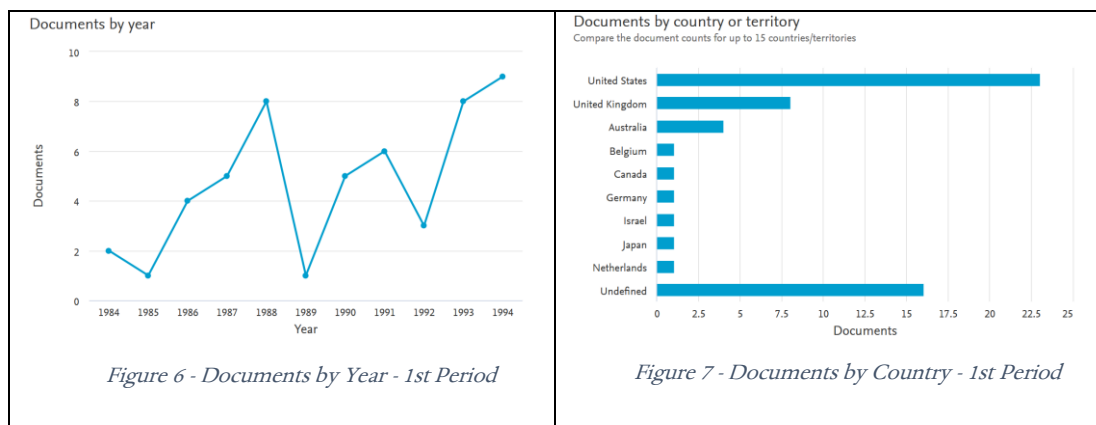 Documents by year
10
8
6
4
2
0
Documents
1984 1985 1986 1987 1988 1989 1990 1991 1992 1993 1994
Year
Figure 6 - Documents by Year - 1st Period
Documents by country or territory
Compare the document counts for up to 15 countries/territories
United States
United Kingdom
Australia
Belgium
Canada
Germany
Israel
Japan
Netherlands
Undefined
0 2.5 5 7.5 10 12.5 15 17.5 20 22.5 25
Documents
Figure 7 - Documents by Country - 1st Period